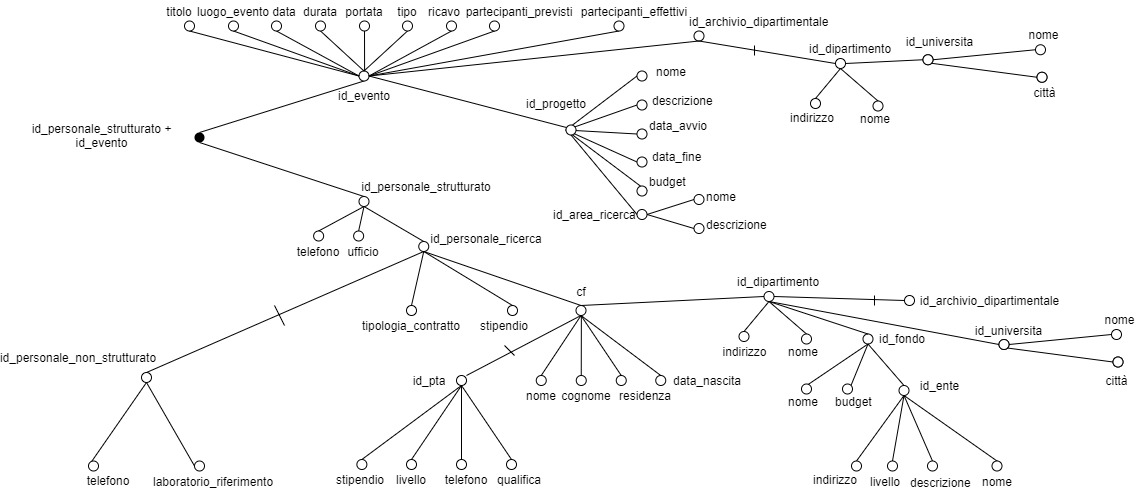 titolo luogo_evento data durata portata tipo ricavo partecipanti_previsti partecipanti_effettivi
id_archivio_dipartimentale
nome
id_universita
id_dipartimento
città
indirizzo
nome
id_evento
nome
id_progetto
descrizione
data_avvio
data_fine
budget
id_area_ricerca
nome
descrizione
id_personale_strutturato +
id_evento
id_personale_strutturato
telefono
ufficio
id_personale_ricerca
tipologia_contratto
stipendio
cf
id_dipartimento
id_archivio_dipartimentale
id_universita
nome
città
indirizzo
nome
id_fondo
id_personale_non_strutturato
id_pta
nome
cognome
residenza
data_nascita
nome
budget
id_ente
telefono
laboratorio_riferimento
stipendio
livello
telefono
qualifica
indirizzo
livello
descrizione
nome